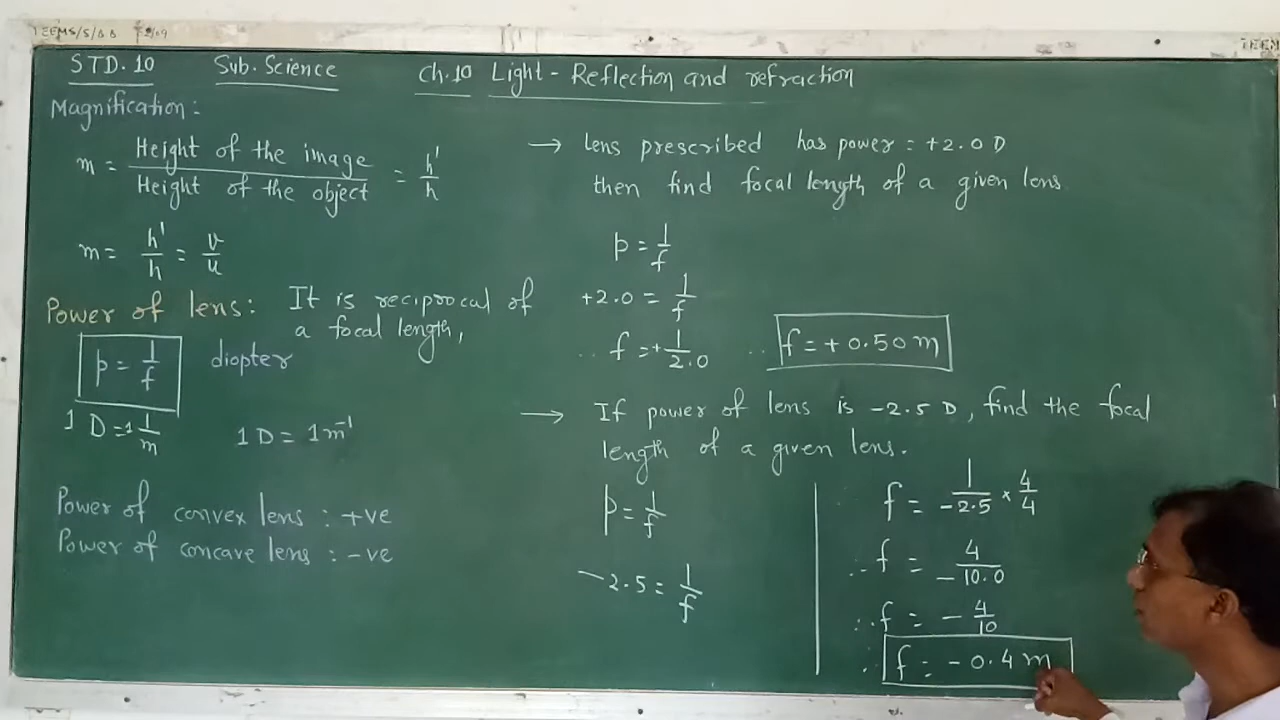 TEEMS/S/
TEEM
STD. 10 Sub. Science Ch. 10 Light - Reflection and refraction
Magnification:
m = Height of the image / Height of the object = h'/h
m = h'/h = v/u
Power of lens: It is reciprocal of
a focal length,
p = 1/f diopter
1 D = 1 1/m 1 D = 1 m⁻¹
Power of convex lens : +ve
Power of concave lens : -ve
→ Lens prescribed has power = +2.0 D
then find focal length of a given lens
p = 1/f
+2.0 = 1/f
∴ f = + 1/2.0 ∴ f = + 0.50 m
→ If power of lens is -2.5 D, find the focal
length of a given lens.
p = 1/f
-2.5 = 1/f
f = 1/-2.5 × 4/4
∴ f = 4/-10.0
∴ f = - 4/10
∴ f = - 0.4 m